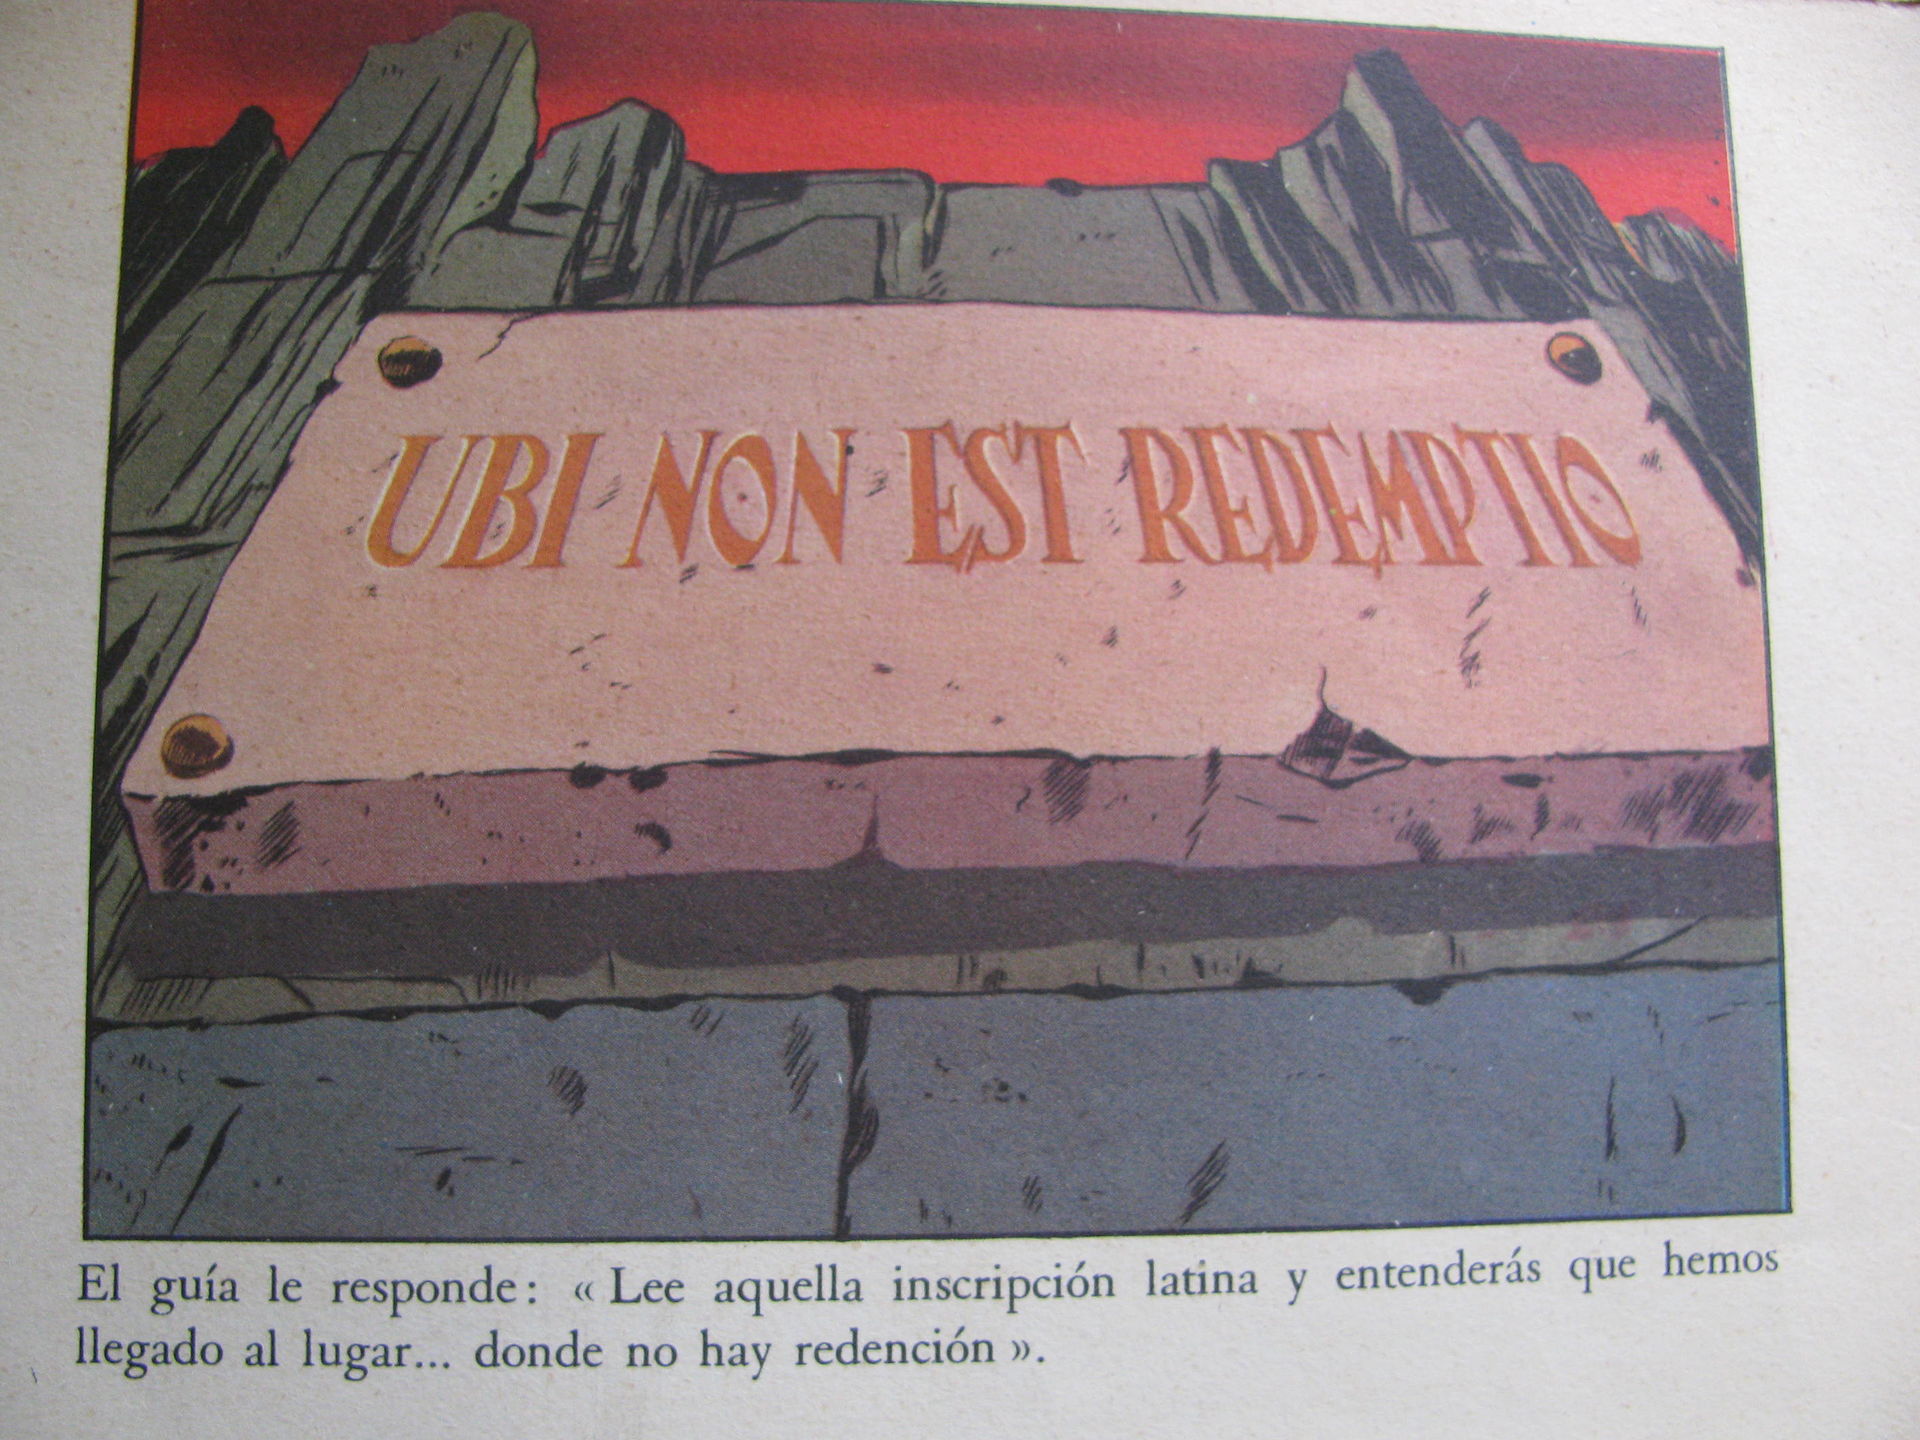 UBI NON EST REDEMPTIO
El guía le responde: « Lee aquella inscripción latina y entenderás que hemos
llegado al lugar... donde no hay redención ».